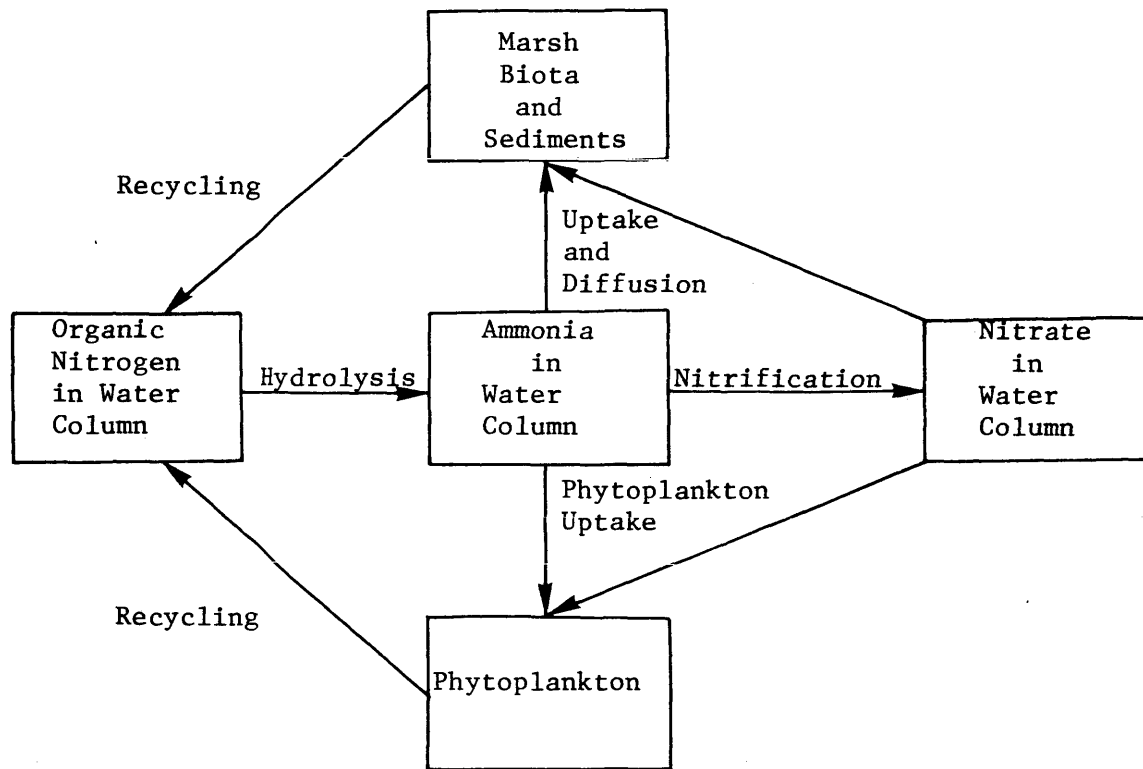 Marsh
Biota
and
Sediments
Recycling
Uptake
and
Diffusion
Organic
Nitrogen
in Water
Column
Hydrolysis
Ammonia
in
Water
Column
Nitrification
Nitrate
in
Water
Column
Phytoplankton
Uptake
Recycling
Phytoplankton